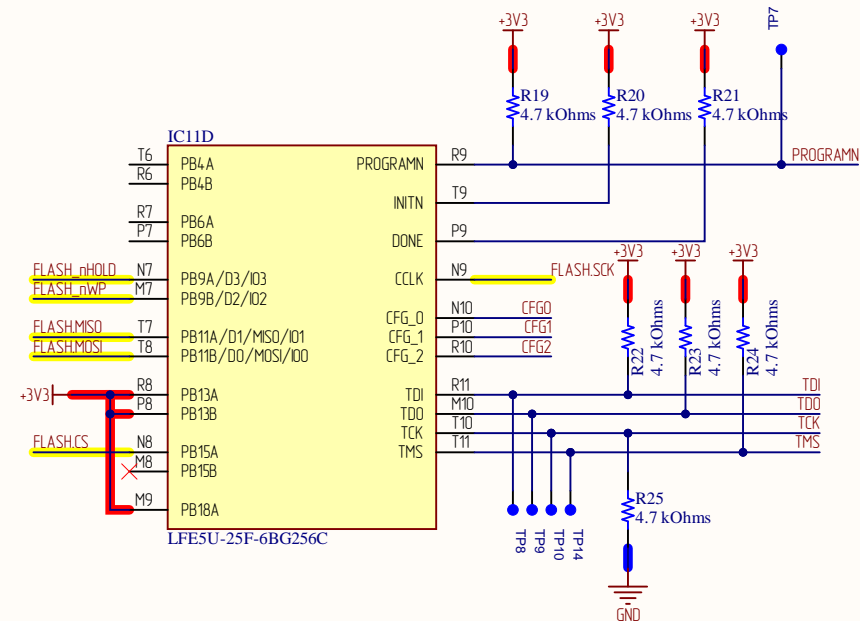 +3V3 +3V3 +3V3 TP7
R19 R20 R21
4.7 kOhms 4.7 kOhms 4.7 kOhms
IC11D
T6 PB4A PROGRAMN R9 PROGRAMN
R6 PB4B
INITN T9
R7 PB6A
P7 PB6B DONE P9
+3V3 +3V3 +3V3
FLASH_nHOLD N7 PB9A/D3/IO3 CCLK N9 FLASH.SCK
FLASH_nWP M7 PB9B/D2/IO2
CFG_0 N10 CFG0
FLASH.MISO T7 PB11A/D1/MISO/IO1 CFG_1 P10 CFG1
FLASH.MOSI T8 PB11B/D0/MOSI/IO0 CFG_2 R10 CFG2
R22 4.7 kOhms
R23 4.7 kOhms
R24 4.7 kOhms
+3V3 R8 PB13A TDI R11 TDI
P8 PB13B TDO M10 TDO
TCK T10 TCK
FLASH.CS N8 PB15A TMS T11 TMS
M8 PB15B
M9 PB18A
R25
4.7 kOhms
LFE5U-25F-6BG256C
TP8 TP9 TP10 TP14
GND